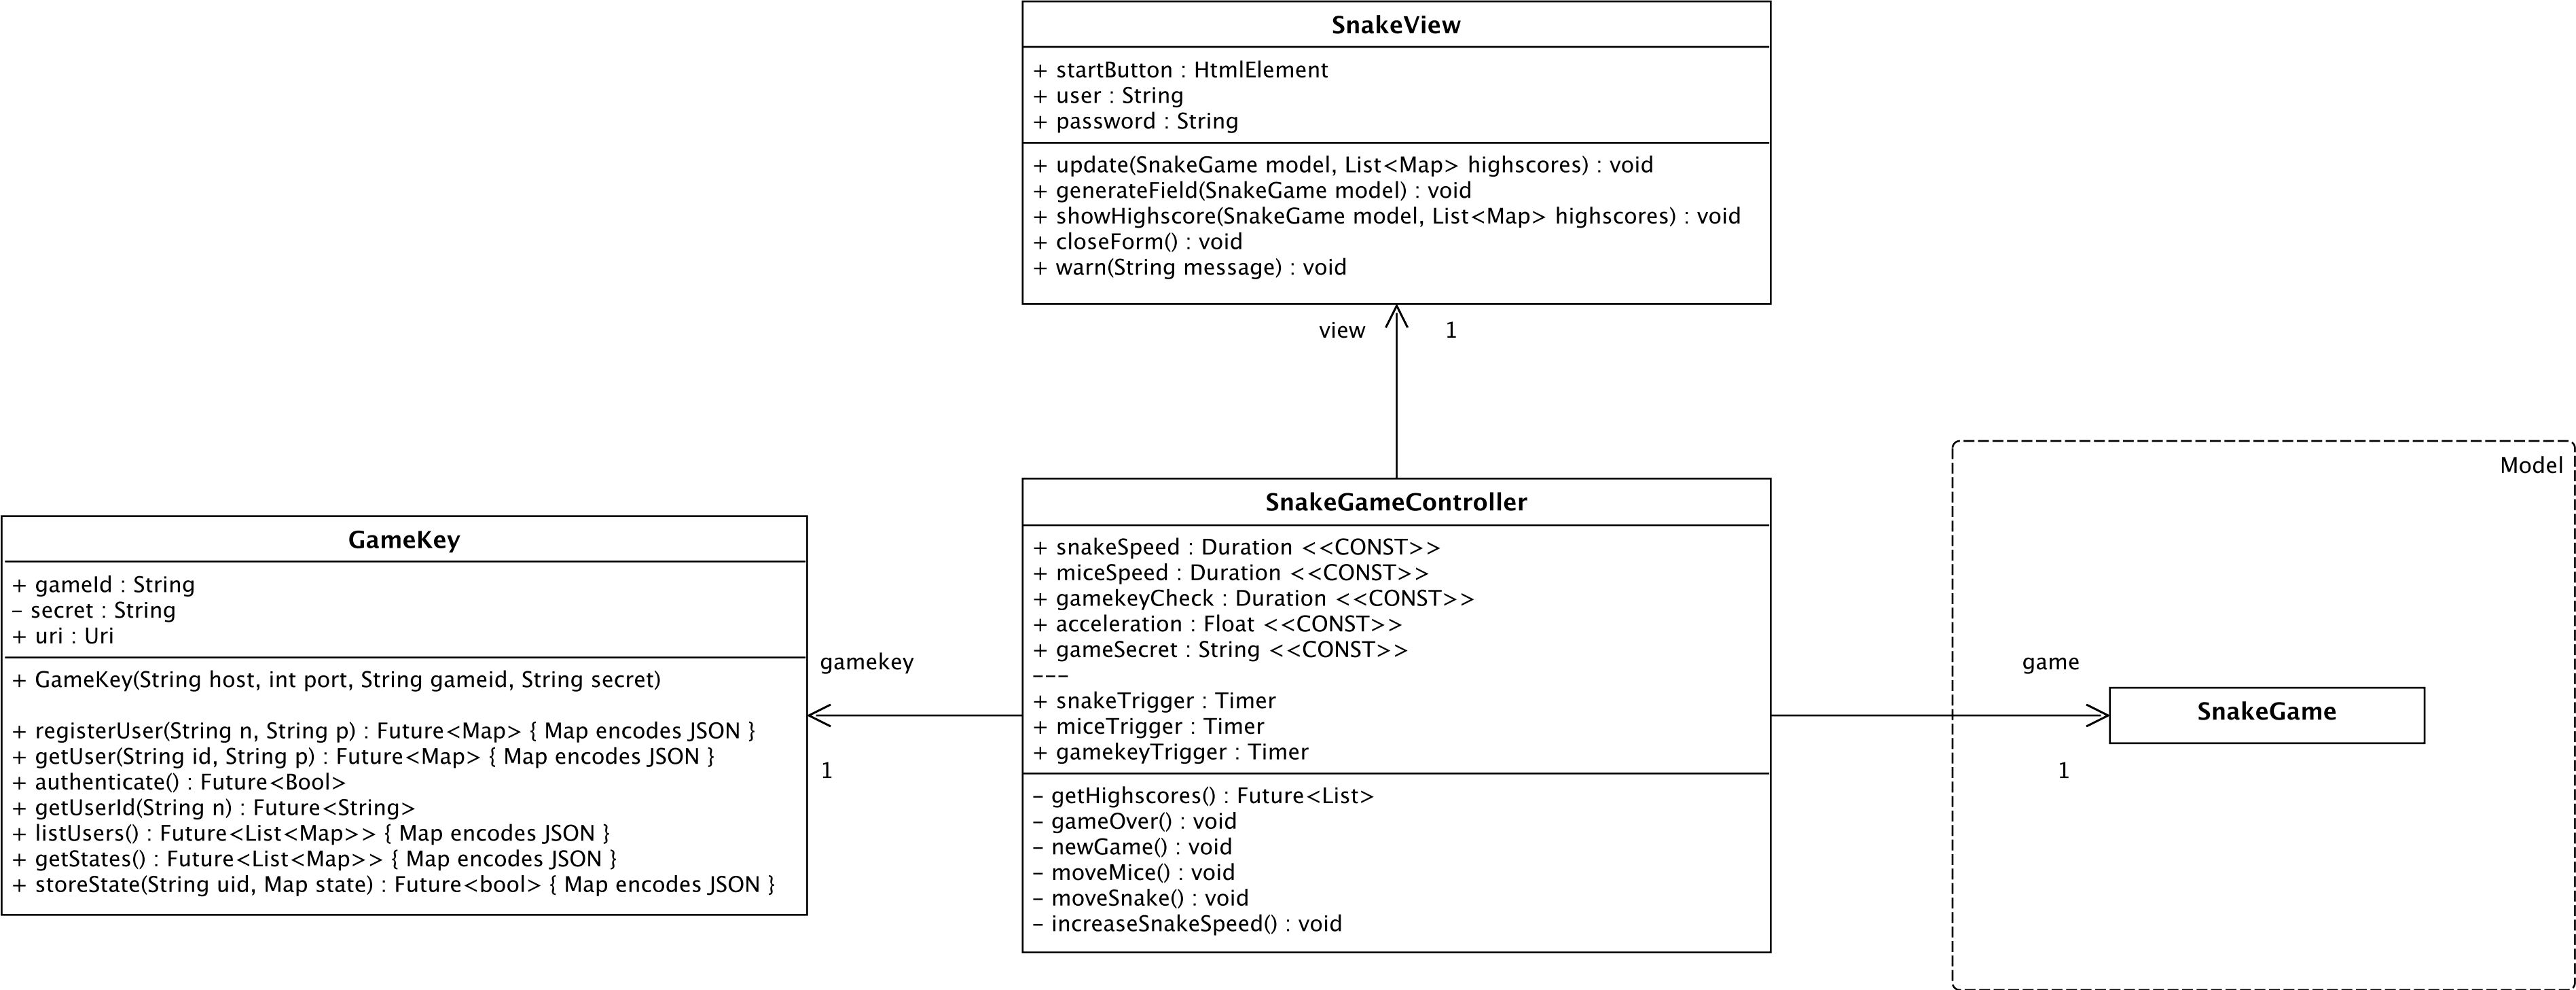 SnakeView
+ startButton : HtmlElement
+ user : String
+ password : String
+ update(SnakeGame model, List<Map> highscores) : void
+ generateField(SnakeGame model) : void
+ showHighscore(SnakeGame model, List<Map> highscores) : void
+ closeForm() : void
+ warn(String message) : void
view 1
GameKey
+ gameId : String
- secret : String
+ uri : Uri
+ GameKey(String host, int port, String gameid, String secret)
+ registerUser(String n, String p) : Future<Map> { Map encodes JSON }
+ getUser(String id, String p) : Future<Map> { Map encodes JSON }
+ authenticate() : Future<Bool>
+ getUserId(String n) : Future<String>
+ listUsers() : Future<List<Map>> { Map encodes JSON }
+ getStates() : Future<List<Map>> { Map encodes JSON }
+ storeState(String uid, Map state) : Future<bool> { Map encodes JSON }
gamekey
1
SnakeGameController
+ snakeSpeed : Duration <<CONST>>
+ miceSpeed : Duration <<CONST>>
+ gamekeyCheck : Duration <<CONST>>
+ acceleration : Float <<CONST>>
+ gameSecret : String <<CONST>>
---
+ snakeTrigger : Timer
+ miceTrigger : Timer
+ gamekeyTrigger : Timer
- getHighscores() : Future<List>
- gameOver() : void
- newGame() : void
- moveMice() : void
- moveSnake() : void
- increaseSnakeSpeed() : void
Model
game
1
SnakeGame